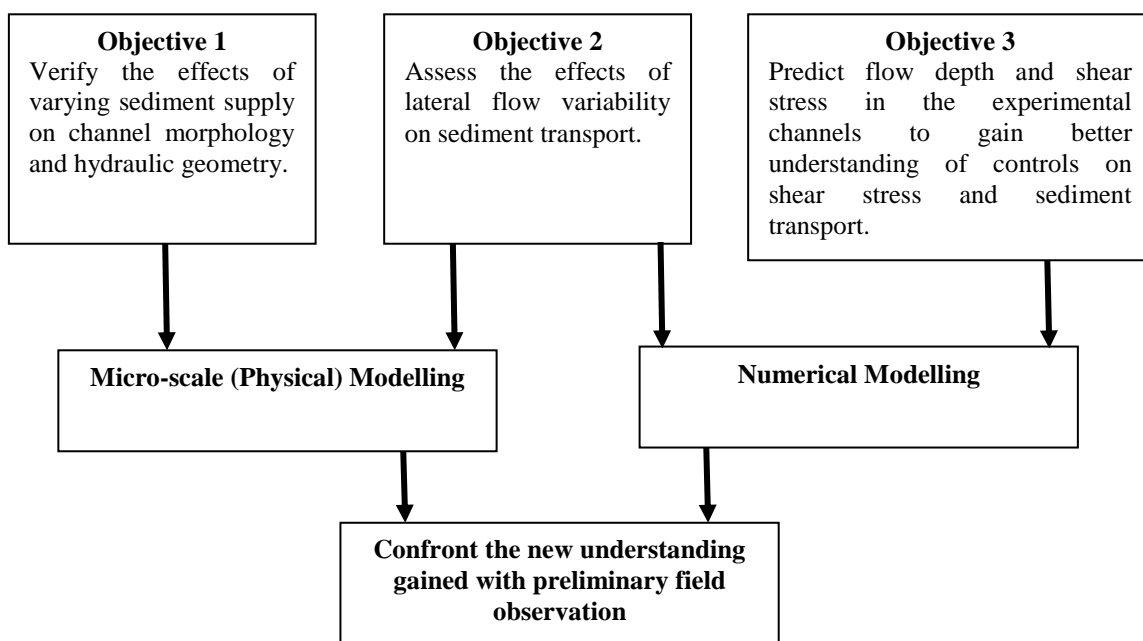 Objective 1
Verify the effects of
varying sediment supply
on channel morphology
and hydraulic geometry.
Objective 2
Assess the effects of
lateral flow variability
on sediment transport.
Objective 3
Predict flow depth and shear
stress in the experimental
channels to gain better
understanding of controls on
shear stress and sediment
transport.
Micro-scale (Physical) Modelling
Numerical Modelling
Confront the new understanding
gained with preliminary field
observation